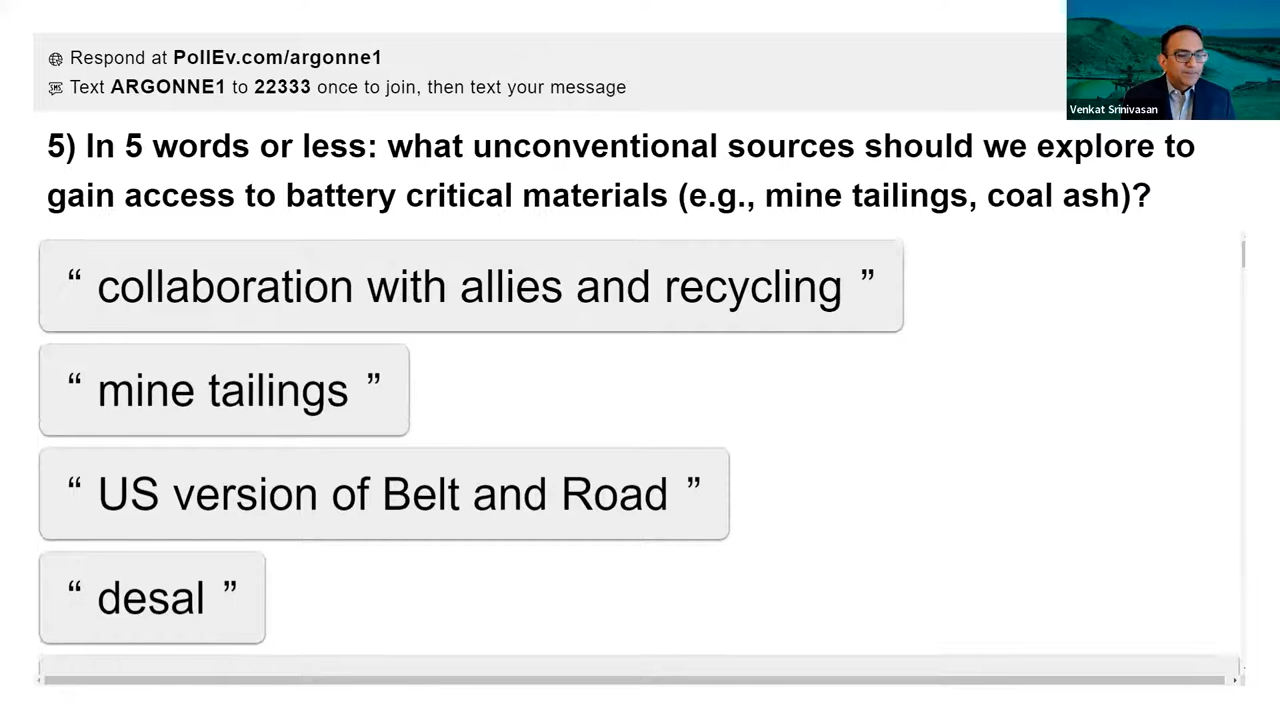 Respond at PollEv.com/argonne1
Text ARGONNE1 to 22333 once to join, then text your message
Venkat Srinivasan
5) In 5 words or less: what unconventional sources should we explore to
gain access to battery critical materials (e.g., mine tailings, coal ash)?
“ collaboration with allies and recycling ”
“ mine tailings ”
“ US version of Belt and Road ”
“ desal ”